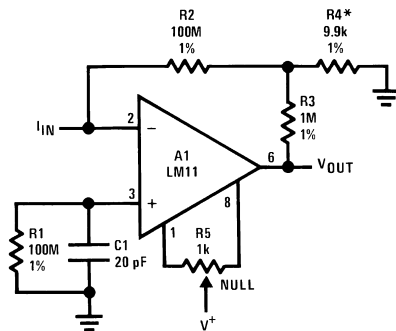 R2
100M
1%
R4*
9.9k
1%
R3
1M
1%
I_IN
2
−
A1
LM11
6
V_OUT
3
+
8
1
R1
100M
1%
C1
20 pF
R5
1k
NULL
V+